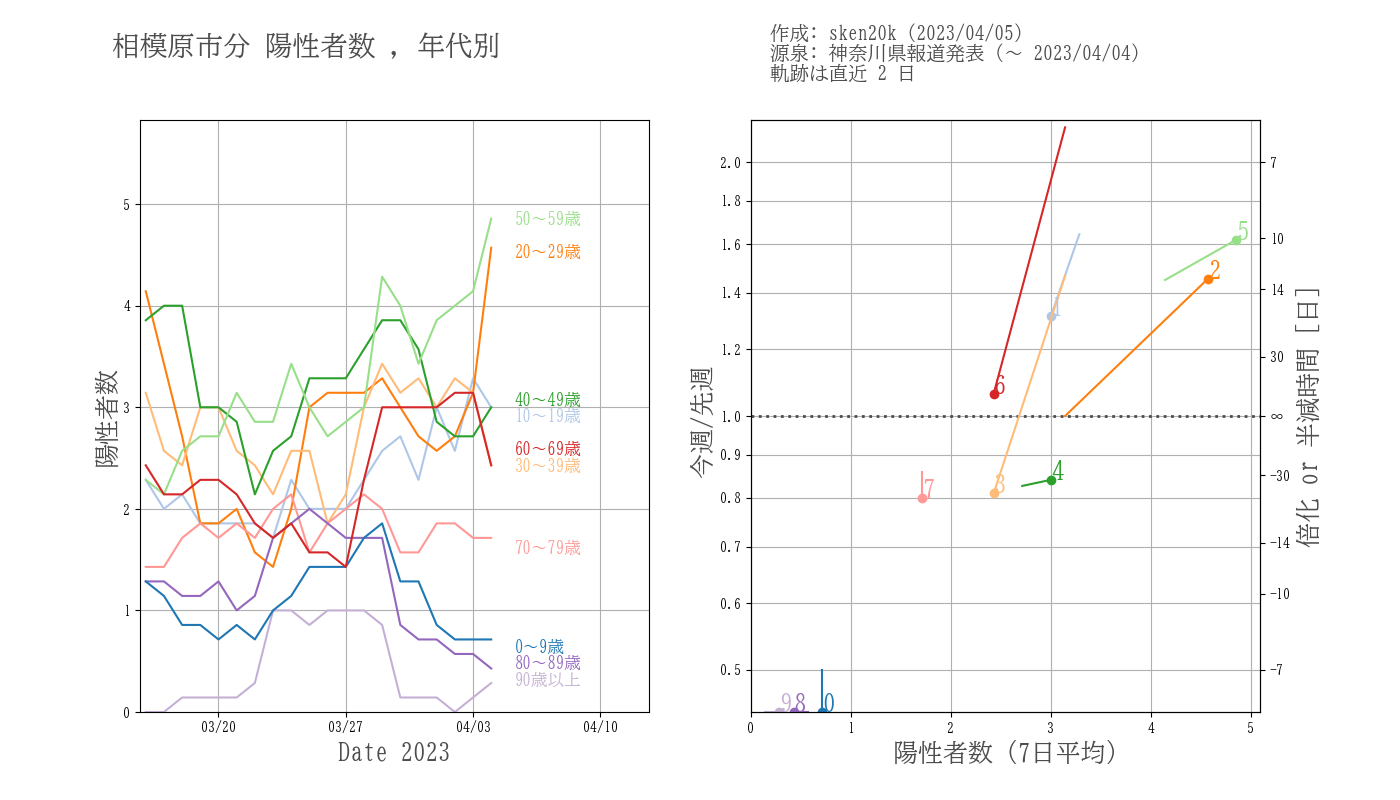 相模原市分 陽性者数 , 年代別
作成: sken20k (2023/04/05)
源泉: 神奈川県報道発表 (～ 2023/04/04)
軌跡は直近 2 日
陽性者数
5
4
3
2
1
0
03/20
03/27
04/03
04/10
Date 2023
50～59歳
20～29歳
40～49歳
10～19歳
60～69歳
30～39歳
70～79歳
0～9歳
80～89歳
90歳以上
今週/先週
2.0
1.8
1.6
1.4
1.2
1.0
0.9
0.8
0.7
0.6
0.5
0
1
2
3
4
5
陽性者数 (7日平均)
5
2
1
6
4
3
7
9
8
0
7
10
14
30
∞
−30
−14
−10
−7
倍化 or 半減時間 [日]